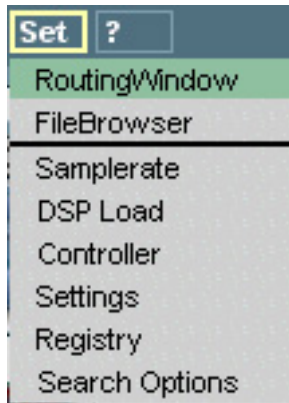 Set ?
RoutingWindow
FileBrowser
Samplerate
DSP Load
Controller
Settings
Registry
Search Options